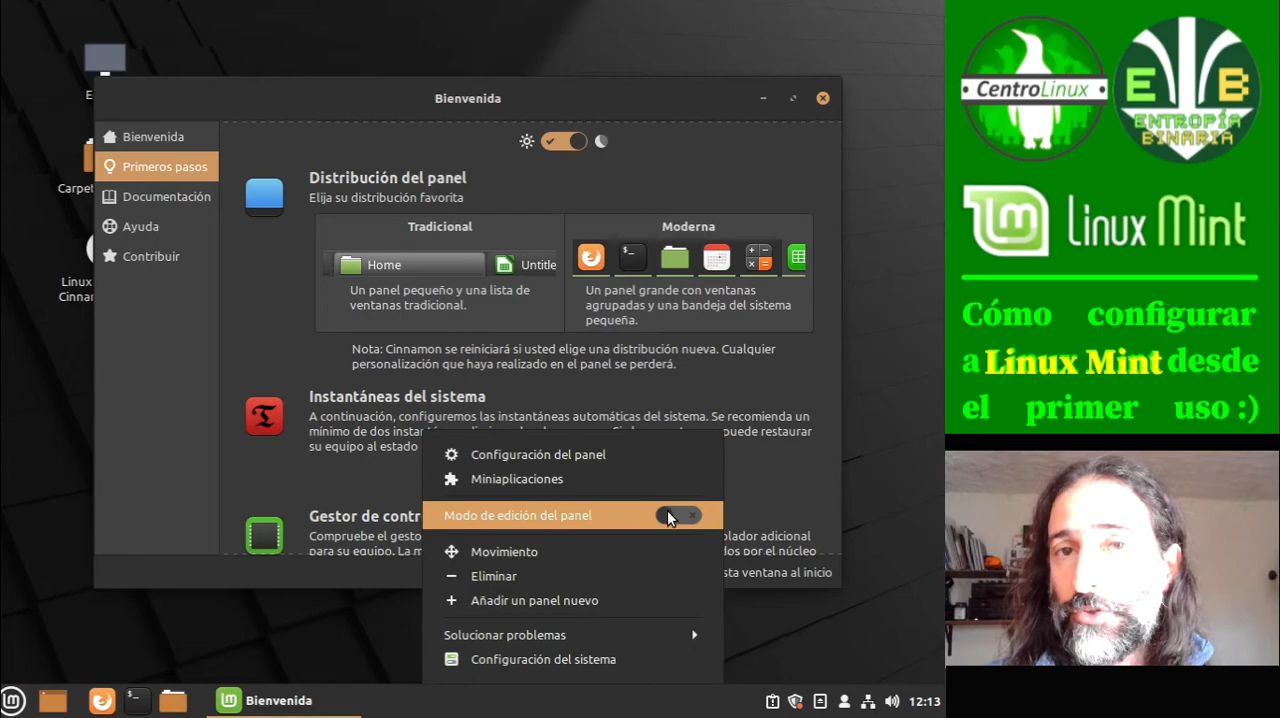 Bienvenida
Bienvenida
Primeros pasos
Documentación
Ayuda
Contribuir
Distribución del panel
Elija su distribución favorita
Tradicional
Moderna
Home
Untitle
Un panel pequeño y una lista de
ventanas tradicional.
Un panel grande con ventanas
agrupadas y una bandeja del sistema
pequeña.
Nota: Cinnamon se reiniciará si usted elige una distribución nueva. Cualquier
personalización que haya realizado en el panel se perderá.
Instantáneas del sistema
A continuación, configuremos las instantáneas automáticas del sistema. Se recomienda un
puede restaurar
su equipo al estado
Gestor de contr
Compruebe el gesto
olador adicional
para su equipo. La m
dos por el núcleo
sta ventana al inicio
Configuración del panel
Miniaplicaciones
Modo de edición del panel
Movimiento
Eliminar
Añadir un panel nuevo
Solucionar problemas
Configuración del sistema
E
Carpet
Linux
Cinna
Bienvenida
12:13
CentroLinux
E B
ENTROPÍA
BINARIA
Linux Mint
Cómo configurar
a Linux Mint desde
el primer uso :)